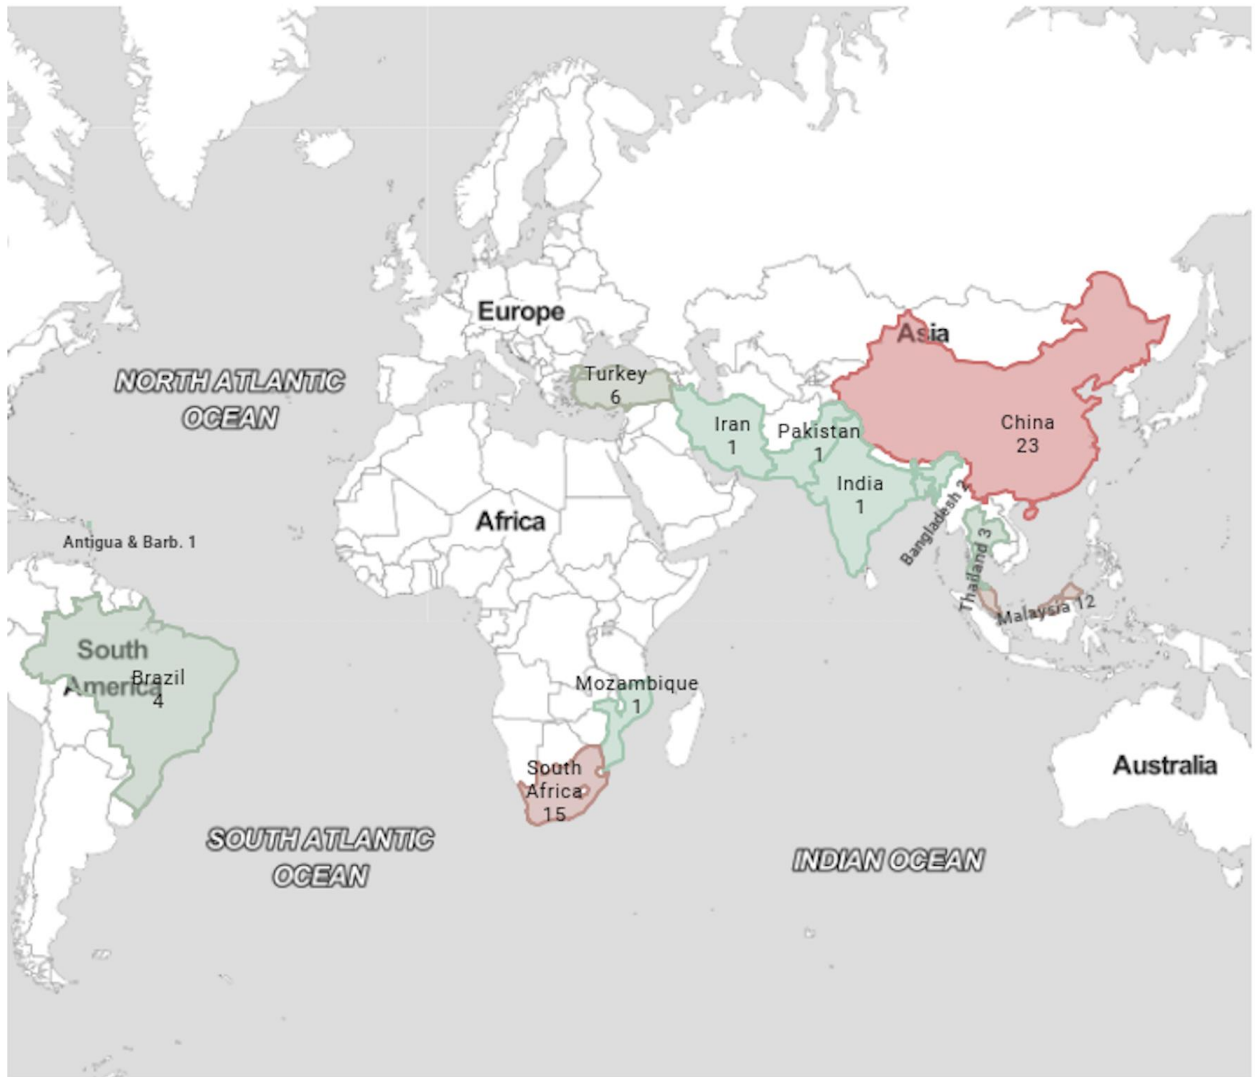 Europe
Asia
Turkey
6
NORTH ATLANTIC
OCEAN
Iran
1
Pakistan
1
China
23
India
1
Africa
Bangladesh 2
Antigua & Barb. 1
Thailand 3
Malaysia 12
South
America
Brazil
4
Mozambique
1
South
Africa
15
Australia
SOUTH ATLANTIC
OCEAN
INDIAN OCEAN